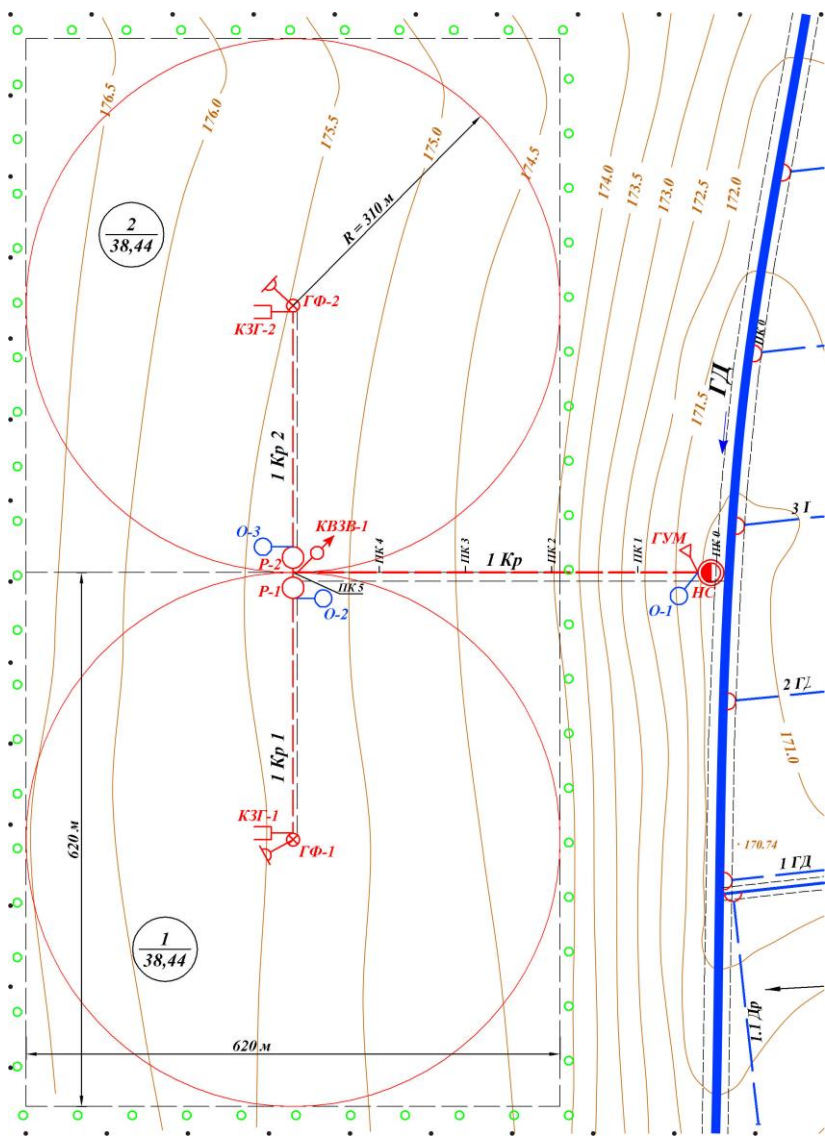 176.5
176.0
175.5
175.0
174.5
174.0
173.5
173.0
172.5
172.0
2
38,44
R = 310 м
ГФ-2
КЗГ-2
ПК 0
ГД
171.5
1 Кр 2
О-3
КВЗВ-1
Р-2
ПК 4
ПК 3
1 Кр
ПК 2
ПК 1
ГУМ
ПК 0
3 Г
Р-1
ПК 5
О-2
О-1
НС
2 ГД
171.0
1 Кр 1
КЗГ-1
ГФ-1
620 м
170.74
1 ГД
1
38,44
1.1 Др
620 м